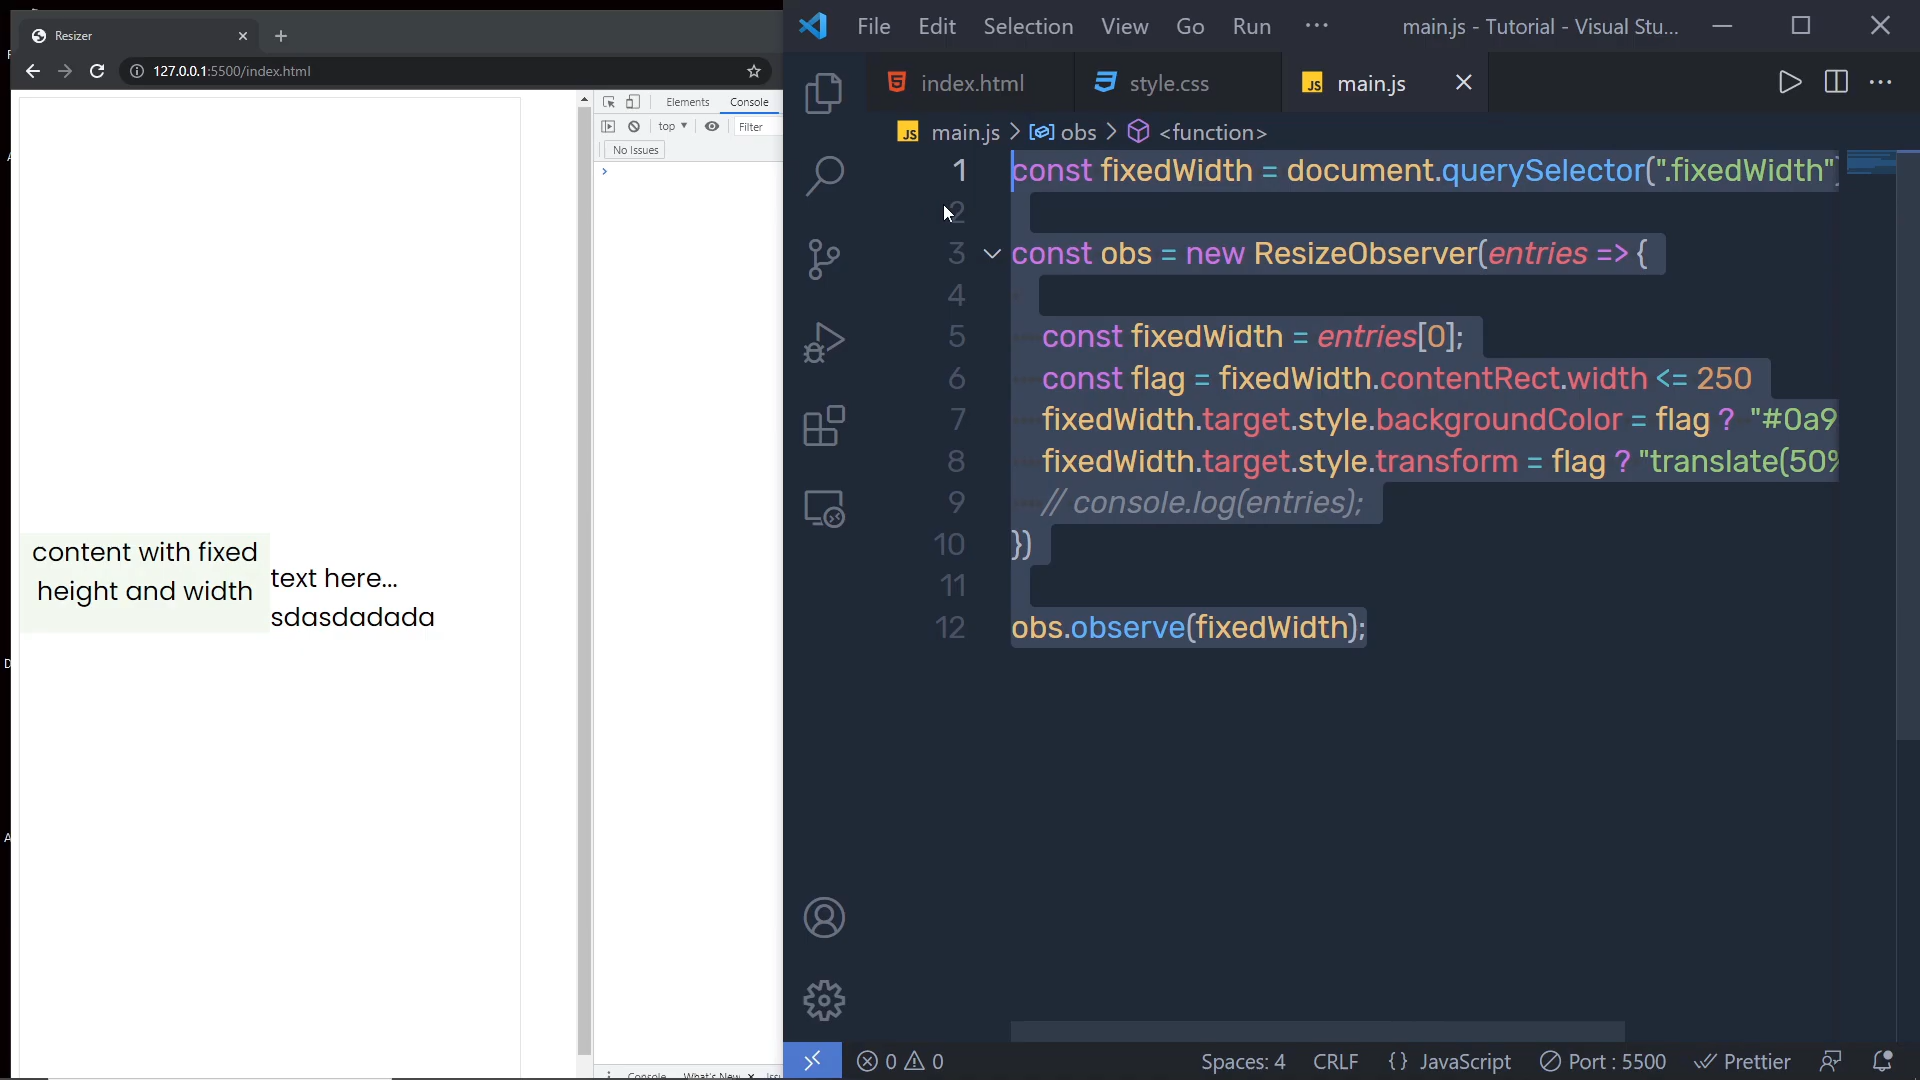 Resizer
127.0.0.1:5500/index.html
Elements Console
top Filter
No Issues
content with fixed
height and width
text here...
sdasdadada
Console What's New
File Edit Selection View Go Run ··· main.js - Tutorial - Visual Stu...
index.html style.css main.js
main.js > obs > <function>
1 const fixedWidth = document.querySelector(".fixedWidth")
2
3 const obs = new ResizeObserver(entries => {
4
5 const fixedWidth = entries[0];
6 const flag = fixedWidth.contentRect.width <= 250
7 fixedWidth.target.style.backgroundColor = flag ? "#0a9
8 fixedWidth.target.style.transform = flag ? "translate(50%
9 // console.log(entries);
10 })
11
12 obs.observe(fixedWidth);
0 0 Spaces: 4 CRLF {} JavaScript Port : 5500 Prettier